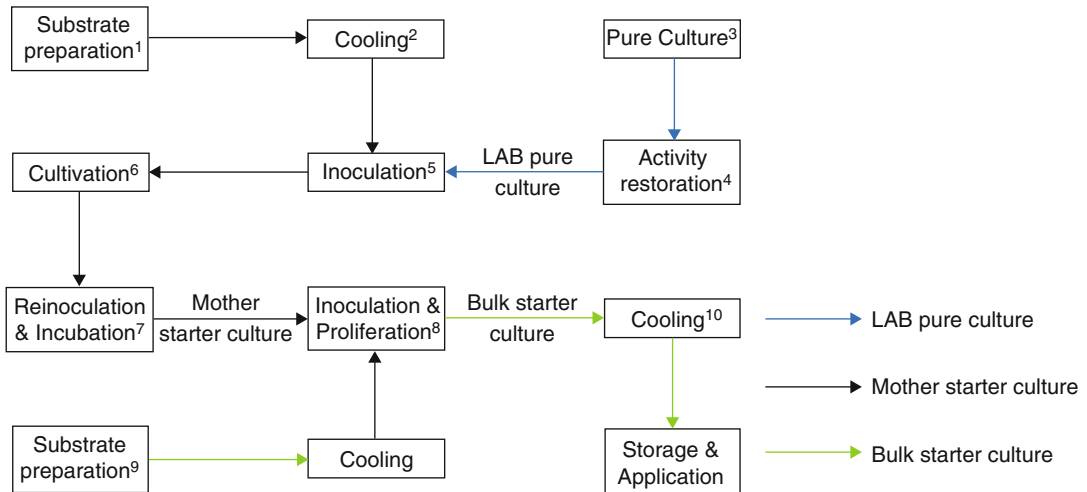 Substrate
preparation¹
Cooling²
Pure Culture³
Cultivation⁶
Inoculation⁵
LAB pure
culture
Activity
restoration⁴
Reinoculation
& Incubation⁷
Mother
starter culture
Inoculation &
Proliferation⁸
Bulk starter
culture
Cooling¹⁰
LAB pure culture
Mother starter culture
Substrate
preparation⁹
Cooling
Storage &
Application
Bulk starter culture